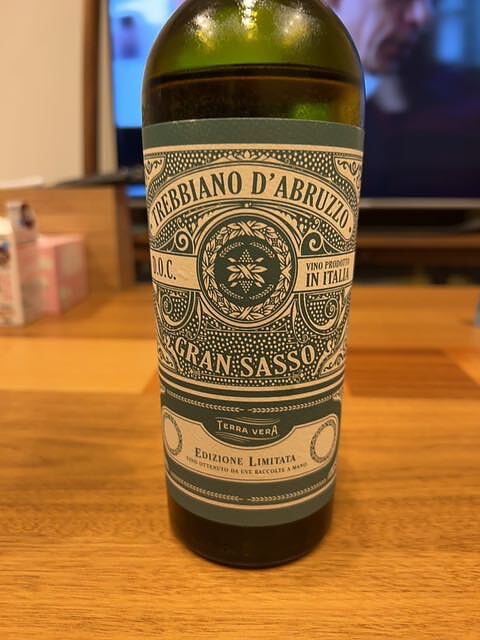 TREBBIANO D'ABRUZZO
D.O.C.
VINO PRODOTTO
IN ITALIA
GRAN SASSO
TERRA VERA
EDIZIONE LIMITATA
VINO OTTENUTO DA UVE RACCOLTE A MANO